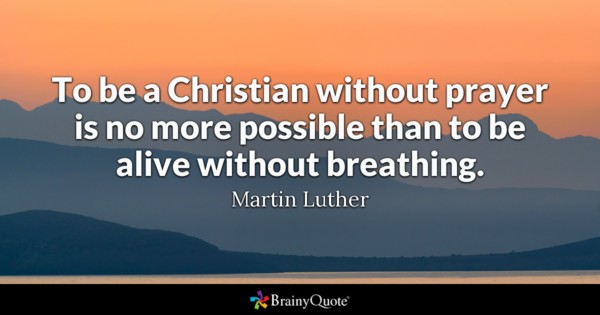 To be a Christian without prayer
is no more possible than to be
alive without breathing.
Martin Luther
BrainyQuote®